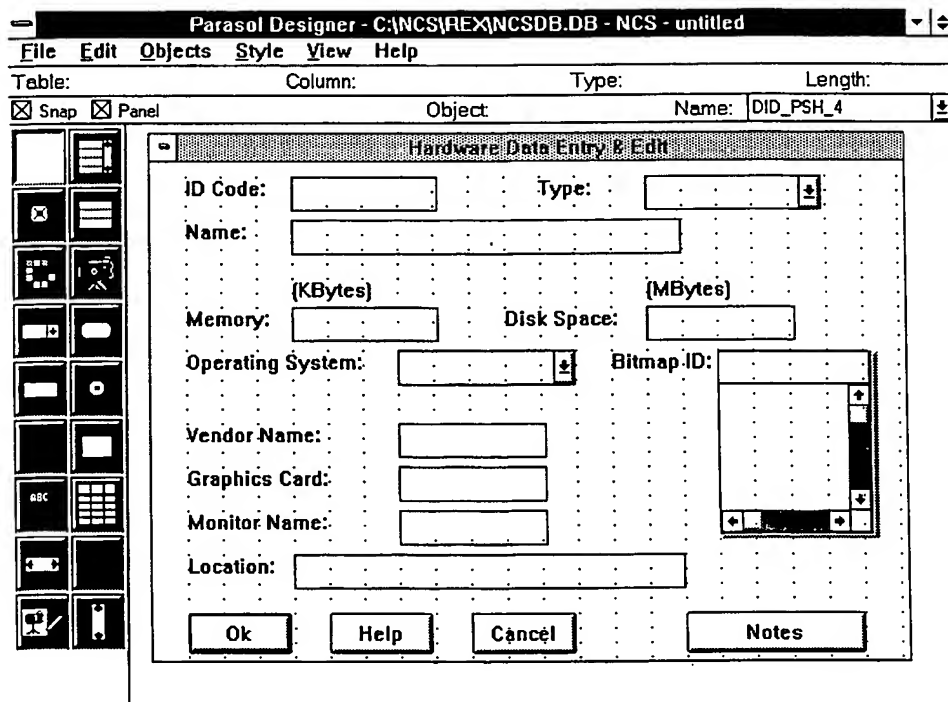 Parasol Designer - C:\NCS\REX\NCSDB.DB - NCS - untitled
File Edit Objects Style View Help
Table: Column: Type: Length:
Snap Panel Object: Name: DID_PSH_4
Hardware Data Entry & Edit
ID Code: Type:
Name:
(KBytes) (MBytes)
Memory: Disk Space:
Operating System: Bitmap ID:
Vendor Name:
Graphics Card:
ABC
Monitor Name:
Location:
Ok Help Cancel Notes